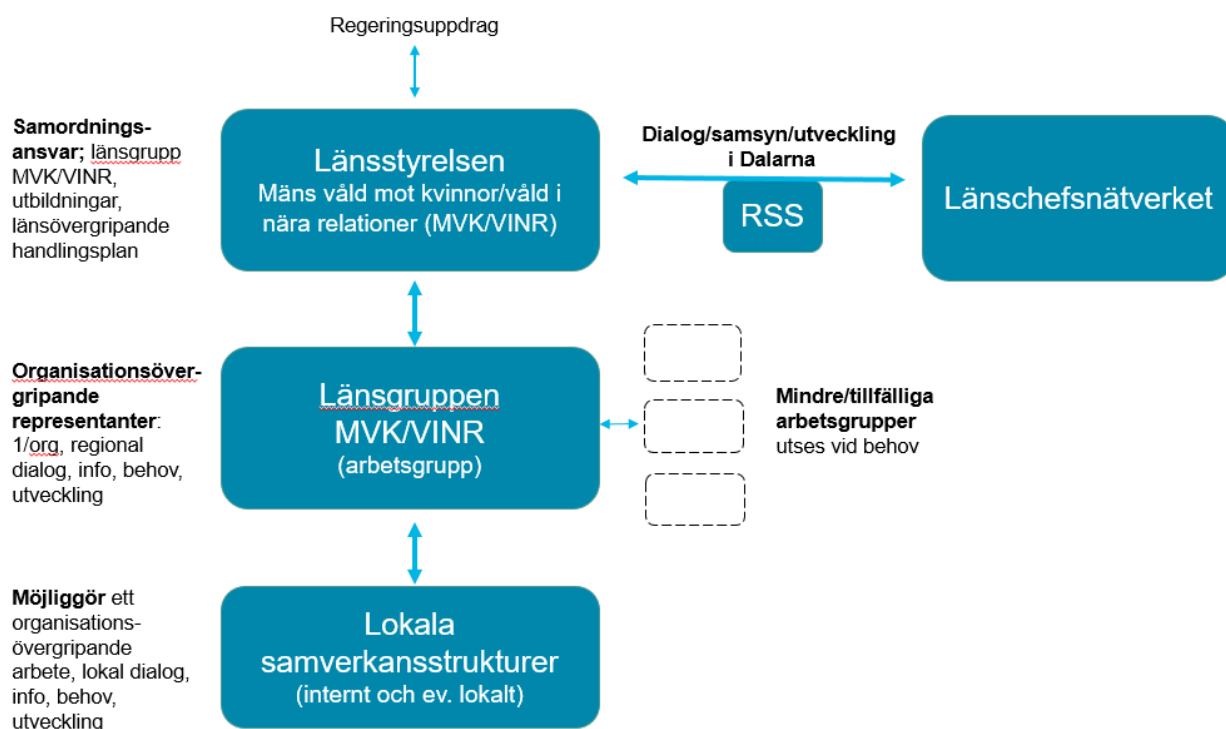 Regeringsuppdrag
Samordnings-
ansvar; länsgrupp
MVK/VINR,
utbildningar,
länsövergripande
handlingsplan
Länsstyrelsen
Mäns våld mot kvinnor/våld i
nära relationer (MVK/VINR)
Dialog/samsyn/utveckling
i Dalarna
RSS
Länschefsnätverket
Organisationsöver-
gripande
representanter:
1/org, regional
dialog, info, behov,
utveckling
Länsgruppen
MVK/VINR
(arbetsgrupp)
Mindre/tillfälliga
arbetsgrupper
utses vid behov
Möjliggör ett
organisations-
övergripande
arbete, lokal dialog,
info, behov,
utveckling
Lokala
samverkansstrukturer
(internt och ev. lokalt)